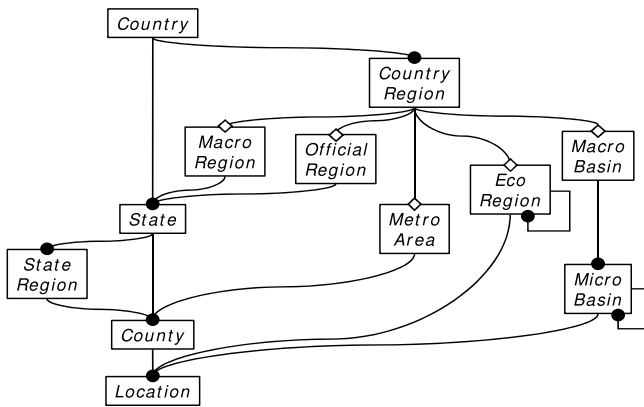 Country
Country
Region
Macro
Region
Official
Region
Macro
Basin
Eco
Region
State
Metro
Area
State
Region
Micro
Basin
County
Location